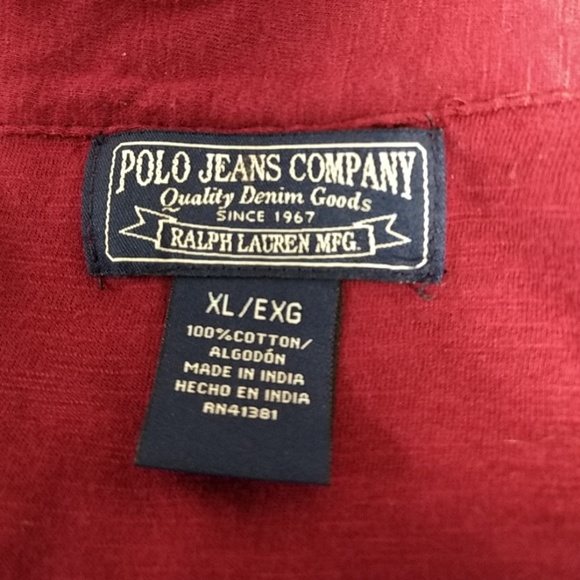 POLO JEANS COMPANY
Quality Denim Goods
SINCE 1967
RALPH LAUREN MFG.
XL/EXG
100%COTTON/
ALGODÓN
MADE IN INDIA
HECHO EN INDIA
RN41381